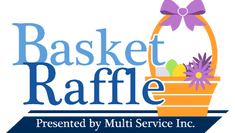 Basket
Raffle
Presented by Multi Service Inc.